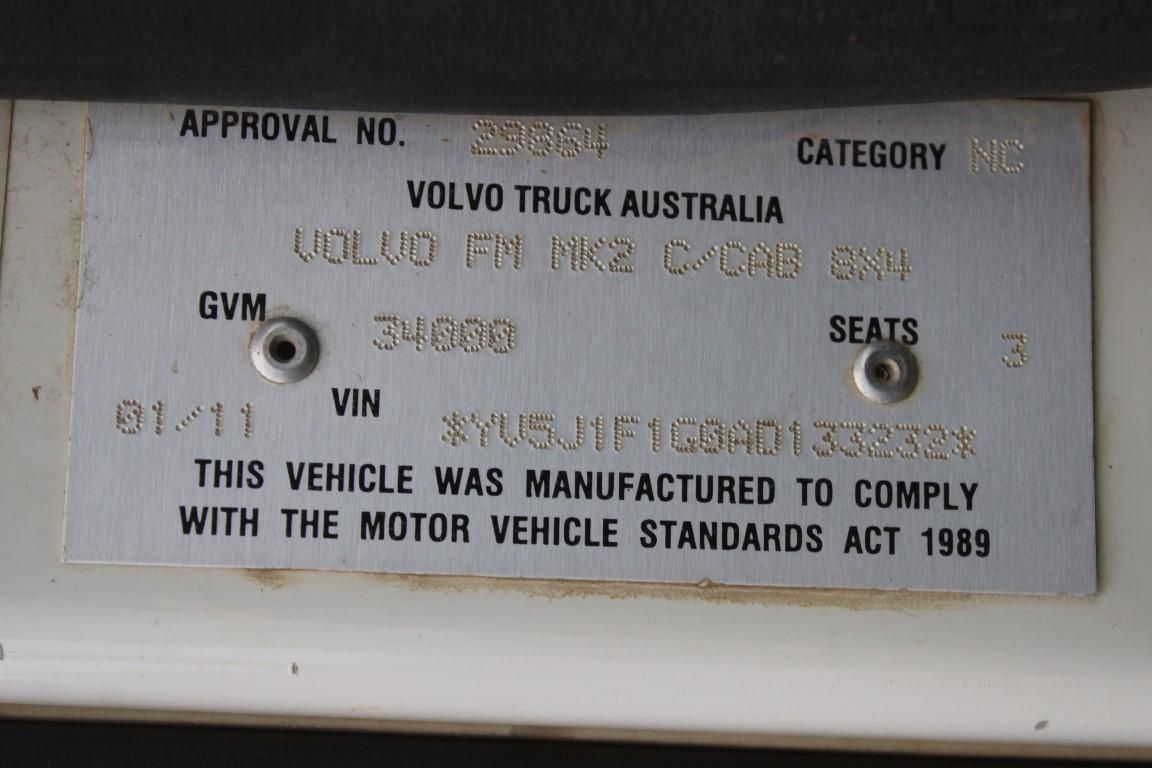 APPROVAL NO. 29864
CATEGORY NC
VOLVO TRUCK AUSTRALIA
VOLVO FM MK2 C/CAB 8X4
GVM 34000 SEATS 3
01/11 VIN *YV5J1F1G0AD133232*
THIS VEHICLE WAS MANUFACTURED TO COMPLY
WITH THE MOTOR VEHICLE STANDARDS ACT 1989